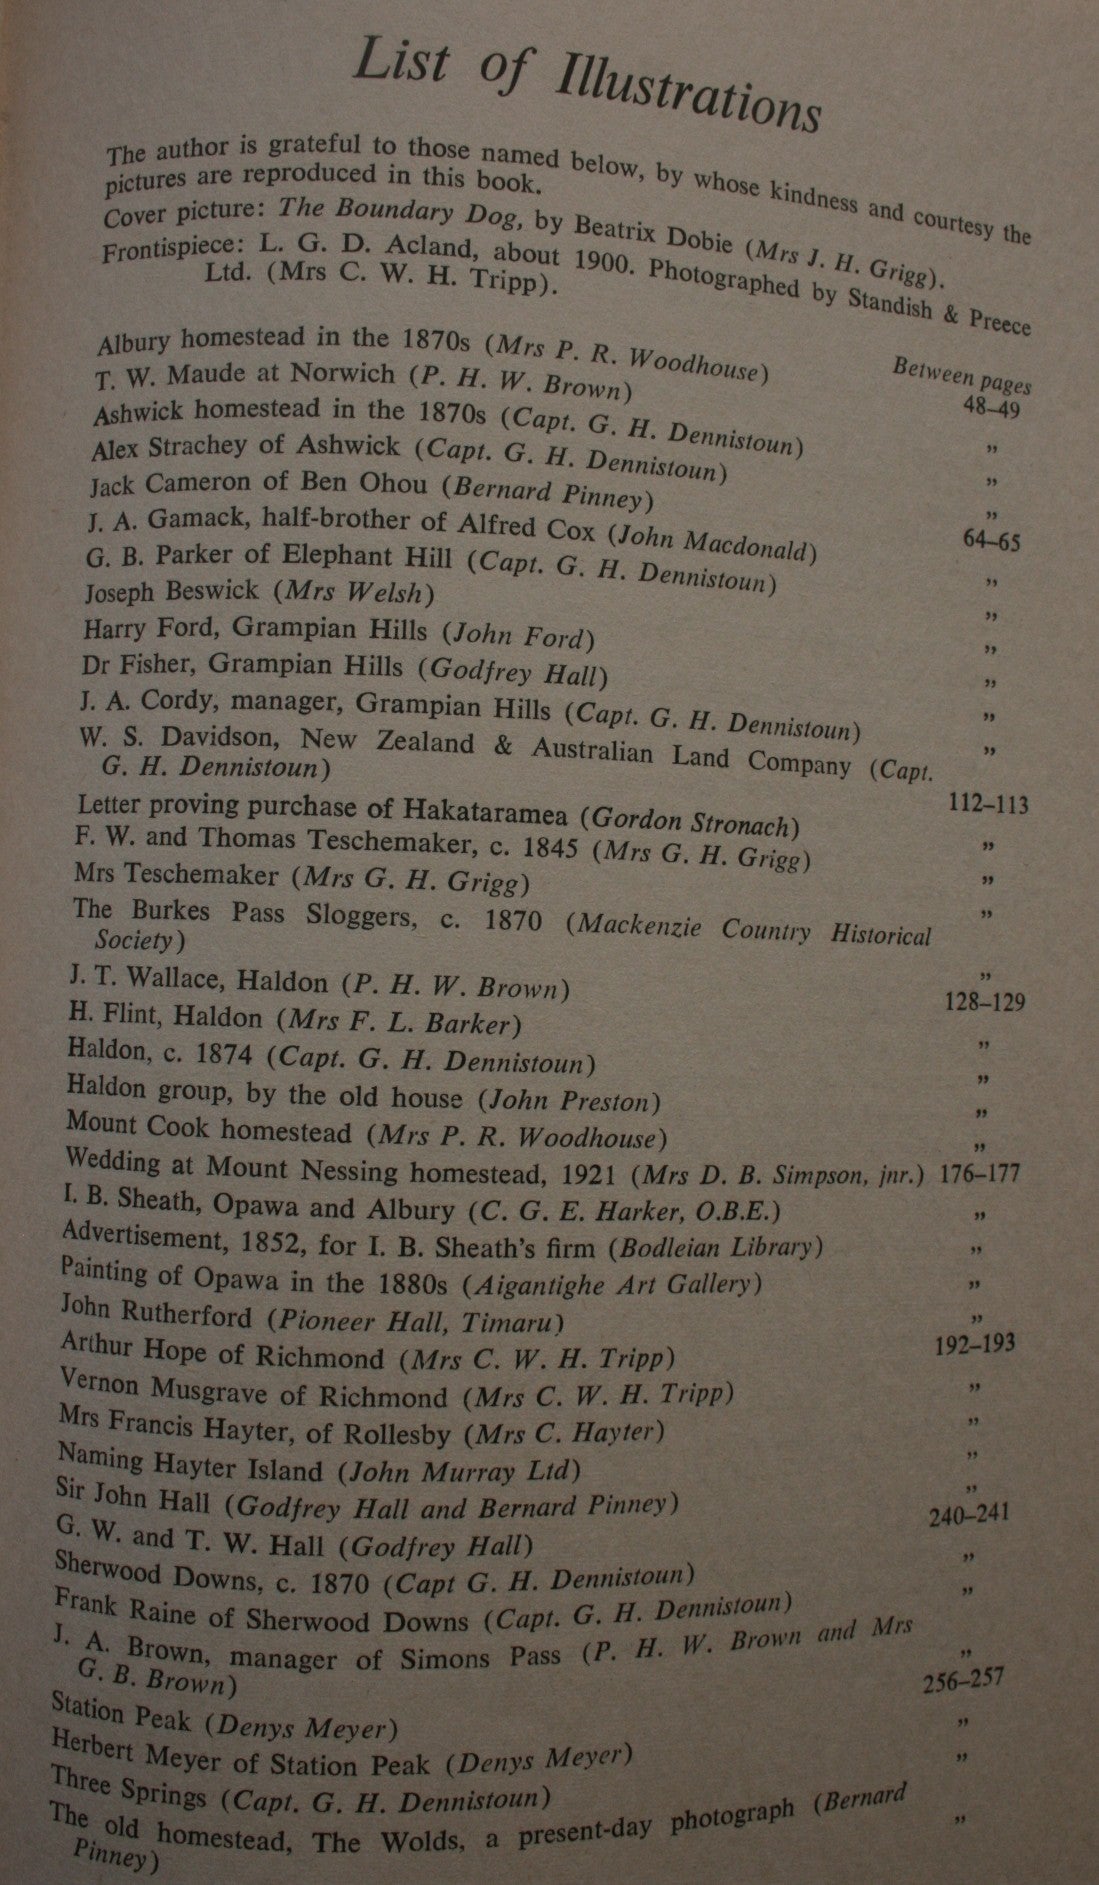 List of Illustrations
The author is grateful to those named below, by whose kindness and courtesy the
pictures are reproduced in this book.
Cover picture: The Boundary Dog, by Beatrix Dobie (Mrs J. H. Grigg).
Frontispiece: L. G. D. Acland, about 1900. Photographed by Standish & Preece
Ltd. (Mrs C. W. H. Tripp).
Between pages
Albury homestead in the 1870s (Mrs P. R. Woodhouse) 48–49
T. W. Maude at Norwich (P. H. W. Brown) ”
Ashwick homestead in the 1870s (Capt. G. H. Dennistoun) ”
Alex Strachey of Ashwick (Capt. G. H. Dennistoun) ”
Jack Cameron of Ben Ohou (Bernard Pinney) 64–65
J. A. Gamack, half-brother of Alfred Cox (John Macdonald) ”
G. B. Parker of Elephant Hill (Capt. G. H. Dennistoun) ”
Joseph Beswick (Mrs Welsh) ”
Harry Ford, Grampian Hills (John Ford) ”
Dr Fisher, Grampian Hills (Godfrey Hall) ”
J. A. Cordy, manager, Grampian Hills (Capt. G. H. Dennistoun) ”
W. S. Davidson, New Zealand & Australian Land Company (Capt.
G. H. Dennistoun) 112–113
Letter proving purchase of Hakataramea (Gordon Stronach) ”
F. W. and Thomas Teschemaker, c. 1845 (Mrs G. H. Grigg) ”
Mrs Teschemaker (Mrs G. H. Grigg) ”
The Burkes Pass Sloggers, c. 1870 (Mackenzie Country Historical
Society) ”
J. T. Wallace, Haldon (P. H. W. Brown) 128–129
H. Flint, Haldon (Mrs F. L. Barker) ”
Haldon, c. 1874 (Capt. G. H. Dennistoun) ”
Haldon group, by the old house (John Preston) ”
Mount Cook homestead (Mrs P. R. Woodhouse) ”
Wedding at Mount Nessing homestead, 1921 (Mrs D. B. Simpson, jnr.) 176–177
I. B. Sheath, Opawa and Albury (C. G. E. Harker, O.B.E.) ”
Advertisement, 1852, for I. B. Sheath's firm (Bodleian Library) ”
Painting of Opawa in the 1880s (Aigantighe Art Gallery) ”
John Rutherford (Pioneer Hall, Timaru) ”
Arthur Hope of Richmond (Mrs C. W. H. Tripp) 192–193
Vernon Musgrave of Richmond (Mrs C. W. H. Tripp) ”
Mrs Francis Hayter, of Rollesby (Mrs C. Hayter) ”
Naming Hayter Island (John Murray Ltd) ”
Sir John Hall (Godfrey Hall and Bernard Pinney) ”
G. W. and T. W. Hall (Godfrey Hall) 240–241
Sherwood Downs, c. 1870 (Capt G. H. Dennistoun) ”
Frank Raine of Sherwood Downs (Capt. G. H. Dennistoun) ”
J. A. Brown, manager of Simons Pass (P. H. W. Brown and Mrs
G. B. Brown) ”
Station Peak (Denys Meyer) 256–257
Herbert Meyer of Station Peak (Denys Meyer) ”
Three Springs (Capt. G. H. Dennistoun) ”
The old homestead, The Wolds, a present-day photograph (Bernard
Pinney) ”